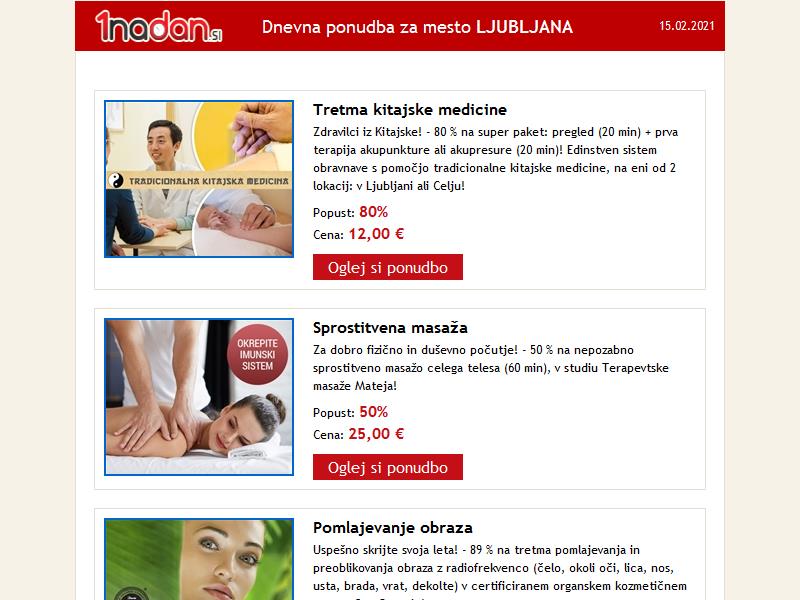 1nadan.si
Dnevna ponudba za mesto LJUBLJANA
15.02.2021
TRADICIONALNA KITAJSKA MEDICINA
Tretma kitajske medicine
Zdravilci iz Kitajske! - 80 % na super paket: pregled (20 min) + prva
terapija akupunkture ali akupresure (20 min)! Edinstven sistem
obravnave s pomočjo tradicionalne kitajske medicine, na eni od 2
lokacij: v Ljubljani ali Celju!
Popust: 80%
Cena: 12,00 €
Oglej si ponudbo
OKREPITE
IMUNSKI
SISTEM
Sprostitvena masaža
Za dobro fizično in duševno počutje! - 50 % na nepozabno
sprostitveno masažo celega telesa (60 min), v studiu Terapevtske
masaže Mateja!
Popust: 50%
Cena: 25,00 €
Oglej si ponudbo
Pomlajevanje obraza
Uspešno skrijte svoja leta! - 89 % na tretma pomlajevanja in
preoblikovanja obraza z radiofrekvenco (čelo, okoli oči, lica, nos,
usta, brada, vrat, dekolte) v certificiranem organskem kozmetičnem